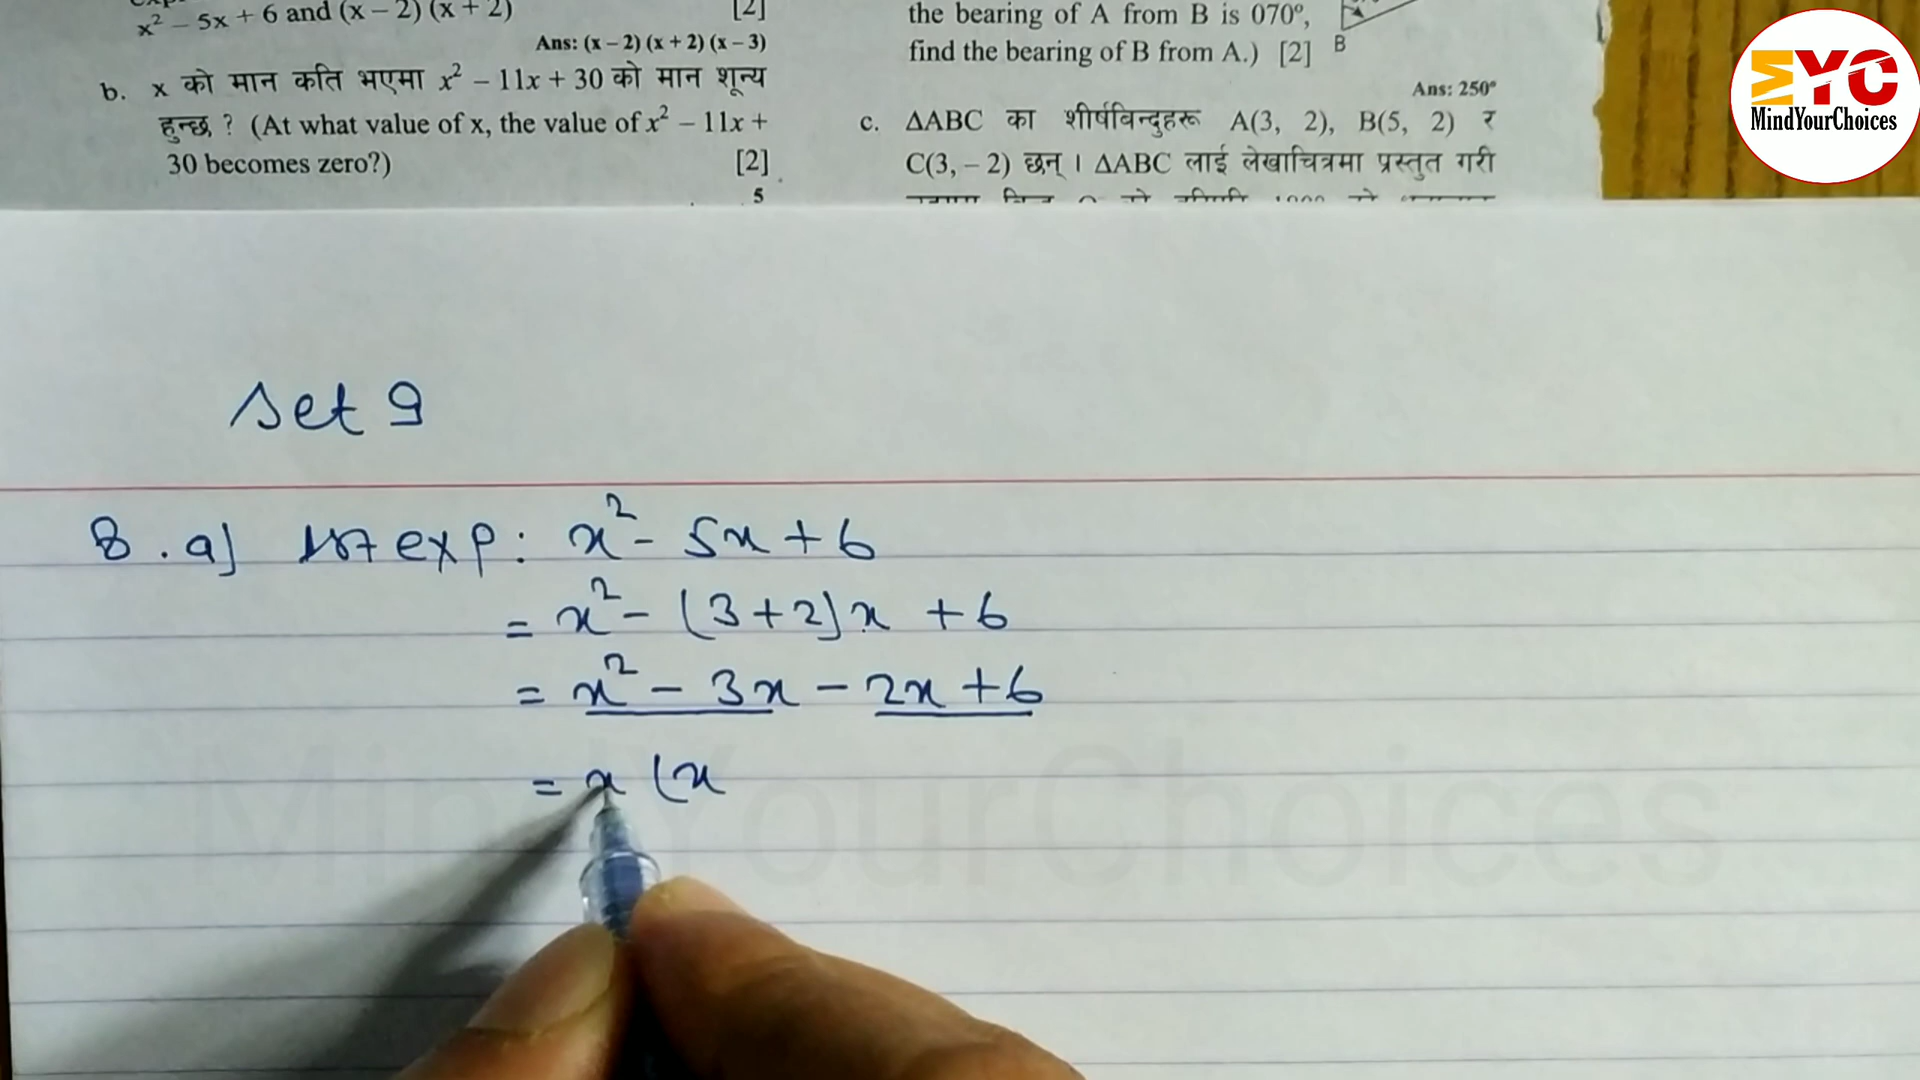 x² – 5x + 6 and (x – 2) (x + 2) [2]
Ans: (x – 2) (x + 2) (x – 3)
b. x को मान कति भएमा x² – 11x + 30 को मान शून्य
हुन्छ ? (At what value of x, the value of x² – 11x +
30 becomes zero?) [2]
5
the bearing of A from B is 070°,
find the bearing of B from A.) [2] B
Ans: 250°
c. ΔABC का शीर्षविन्दुहरू A(3, 2), B(5, 2) र
C(3, – 2) छन् । ΔABC लाई लेखाचित्रमा प्रस्तुत गरी
MYC
MindYourChoices
Set 9
8. a) 1st exp: x² - 5x + 6
= x² - (3+2)x + 6
= x² - 3x - 2x + 6
= x (x
MindYourChoices